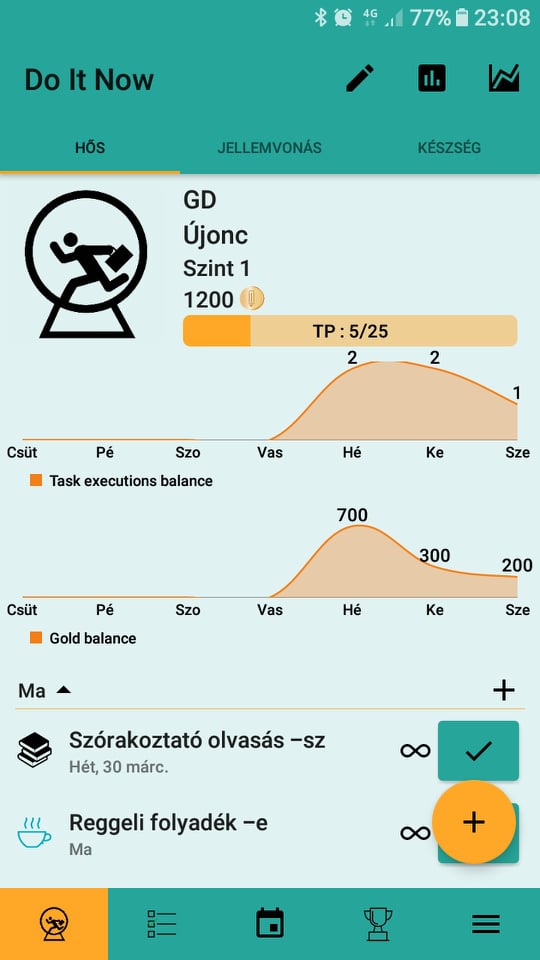 4G 77% 23:08
Do It Now
HŐS JELLEMVONÁS KÉSZSÉG
GD
Újonc
Szint 1
1200
TP : 5/25
2 2 1
Csüt Pé Szo Vas Hé Ke Sze
Task executions balance
700 300 200
Csüt Pé Szo Vas Hé Ke Sze
Gold balance
Ma +
Szórakoztató olvasás –sz ∞
Hét, 30 márc.
Reggeli folyadék –e ∞ +
Ma